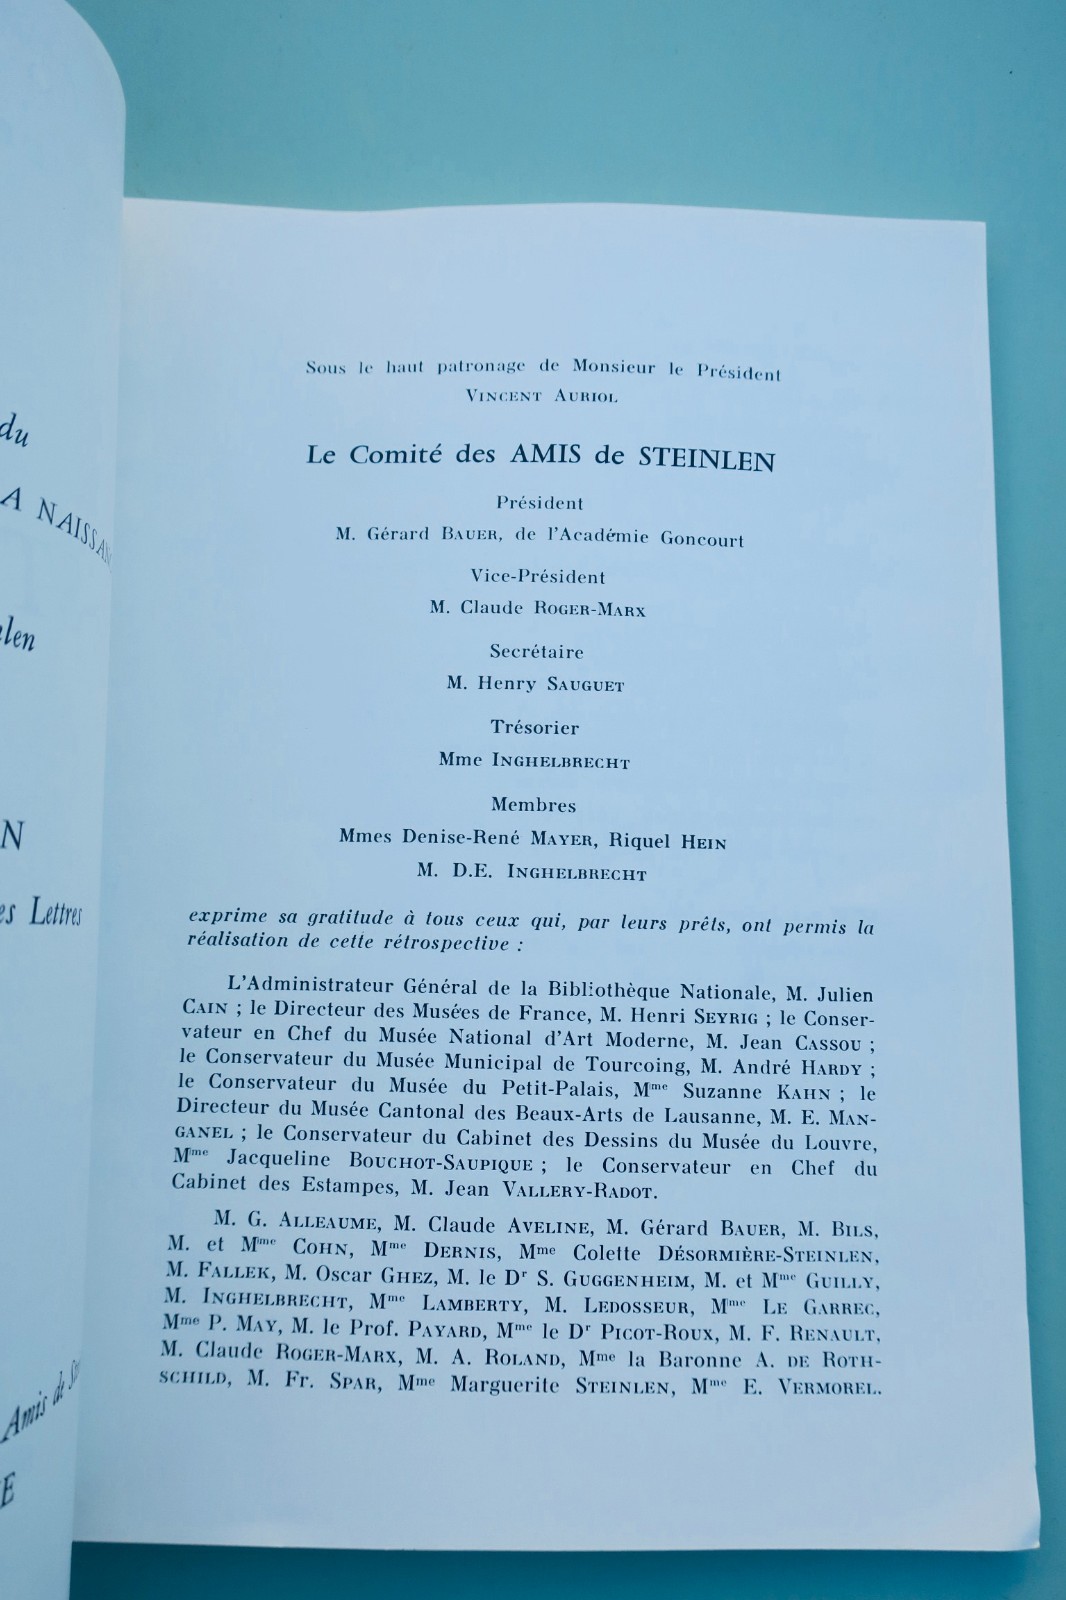 du
A NAISSAN
nlen
N
es Lettres
Amis de S
E
Sous le haut patronage de Monsieur le Président
VINCENT AURIOL
Le Comité des AMIS de STEINLEN
Président
M. Gérard BAUER, de l'Académie Goncourt
Vice-Président
M. Claude ROGER-MARX
Secrétaire
M. Henry SAUGUET
Trésorier
Mme INGHELBRECHT
Membres
Mmes Denise-René MAYER, Riquel HEIN
M. D.E. INGHELBRECHT
exprime sa gratitude à tous ceux qui, par leurs prêts, ont permis la
réalisation de cette rétrospective :
L'Administrateur Général de la Bibliothèque Nationale, M. Julien
CAIN ; le Directeur des Musées de France, M. Henri SEYRIG ; le Conser-
vateur en Chef du Musée National d'Art Moderne, M. Jean CASSOU ;
le Conservateur du Musée Municipal de Tourcoing, M. André HARDY ;
le Conservateur du Musée du Petit-Palais, Mme Suzanne KAHN ; le
Directeur du Musée Cantonal des Beaux-Arts de Lausanne, M. E. MAN-
GANEL ; le Conservateur du Cabinet des Dessins du Musée du Louvre,
Mme Jacqueline BOUCHOT-SAUPIQUE ; le Conservateur en Chef du
Cabinet des Estampes, M. Jean VALLERY-RADOT.
M. G. ALLEAUME, M. Claude AVELINE, M. Gérard BAUER, M. BILS,
M. et Mme COHN, Mme DERNIS, Mme Colette DÉSORMIÈRE-STEINLEN,
M. FALLEK, M. Oscar GHEZ, M. le Dr S. GUGGENHEIM, M. et Mme GUILLY,
M. INGHELBRECHT, Mme LAMBERTY, M. LEDOSSEUR, Mme LE GARREC,
Mme P. MAY, M. le Prof. PAYARD, Mme le Dr PICOT-ROUX, M. F. RENAULT,
M. Claude ROGER-MARX, M. A. ROLAND, Mme la Baronne A. DE ROTH-
SCHILD, M. Fr. SPAR, Mme Marguerite STEINLEN, Mme E. VERMOREL.